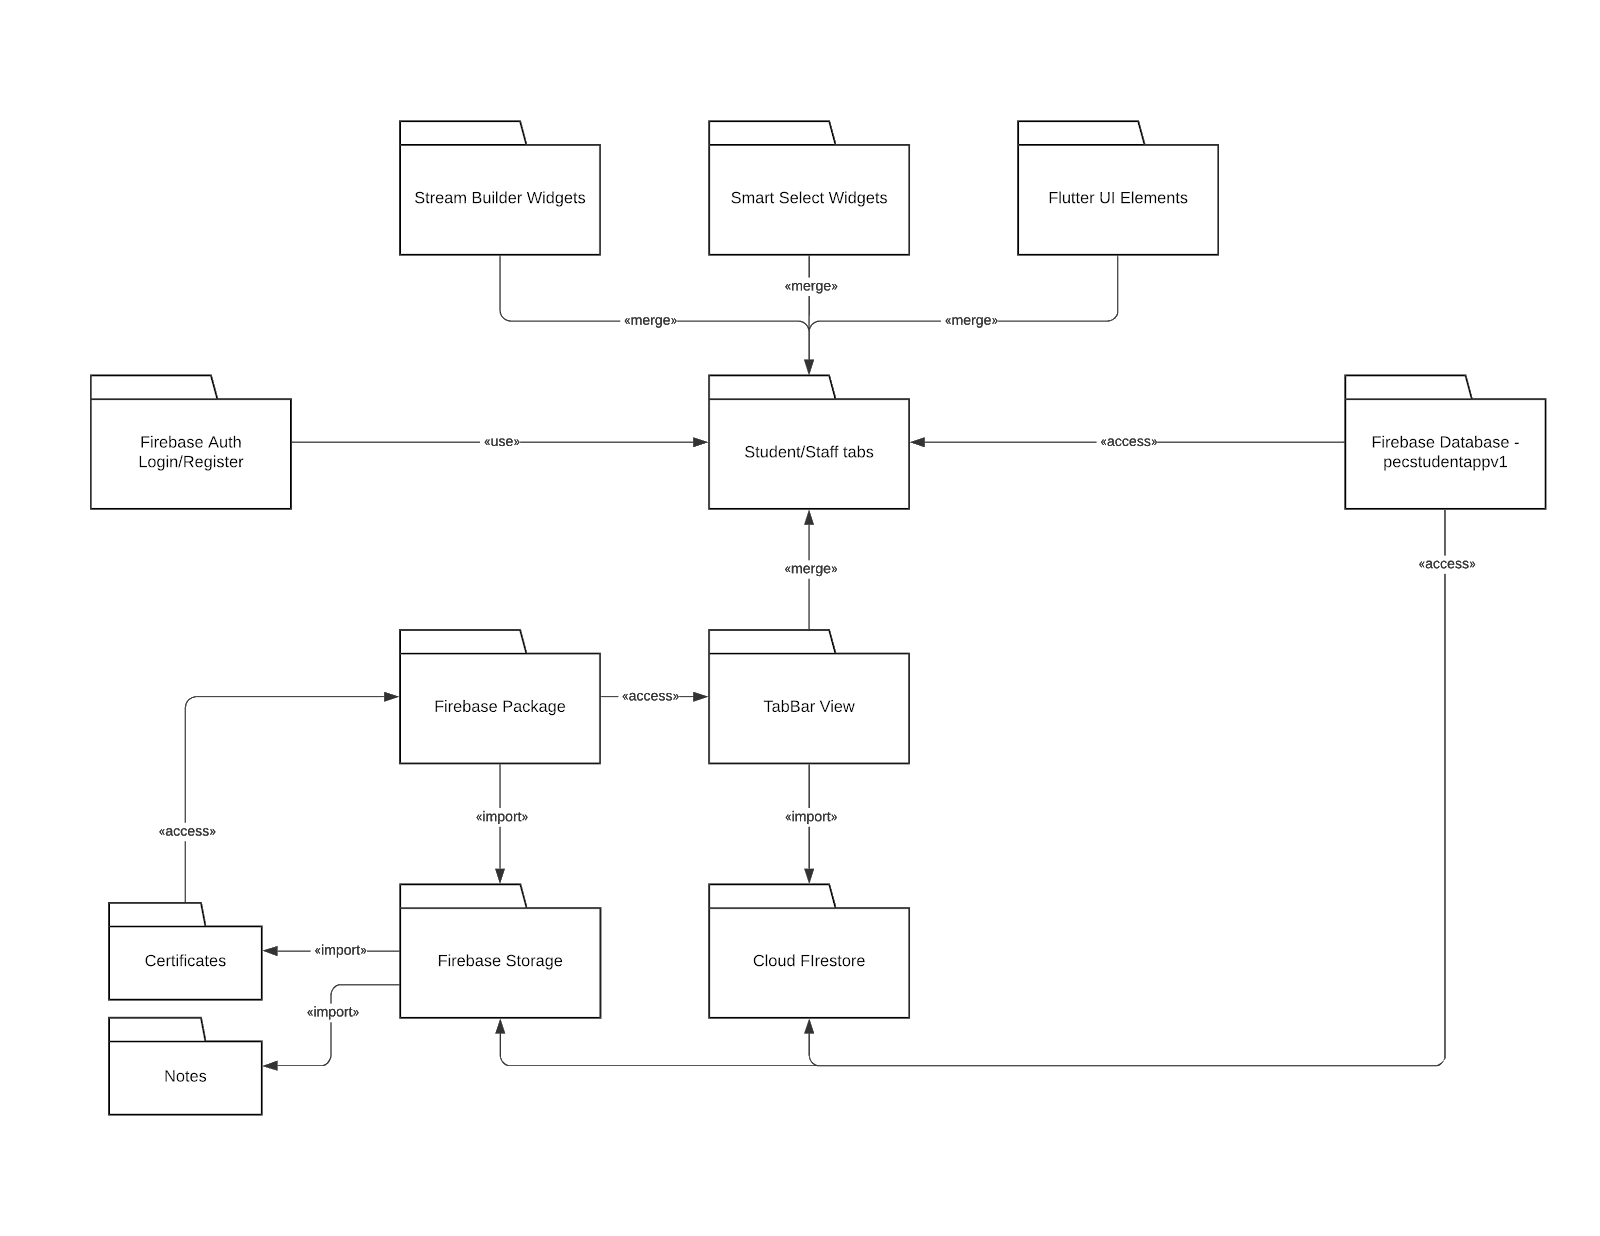 Stream Builder Widgets
Smart Select Widgets
Flutter UI Elements
«merge»
«merge»
«merge»
Firebase Auth
Login/Register
«use»
Student/Staff tabs
«access»
Firebase Database -
pecstudentappv1
«merge»
«access»
Firebase Package
«access»
TabBar View
«import»
«import»
«access»
Certificates
«import»
Firebase Storage
Cloud FIrestore
«import»
Notes